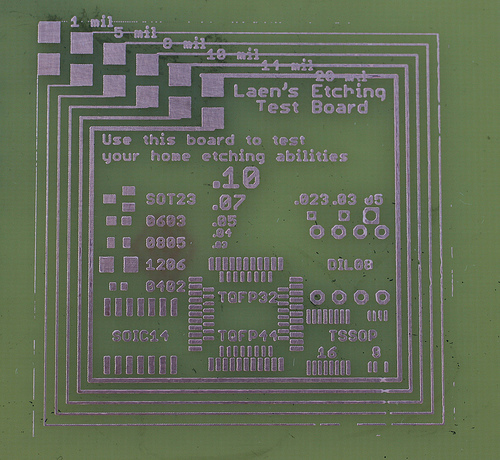 1 mil
5 mil
8 mil
10 mil
14 mil
20 mil
Laen's Etching
Test Board
Use this board to test
your home etching abilities
.10
SOT23 .07 .023 .03 .05
0603 .05
.04
0805 .03
1206 DIL08
0402 TQFP32
SOIC14 TQFP44 TSSOP
16 8